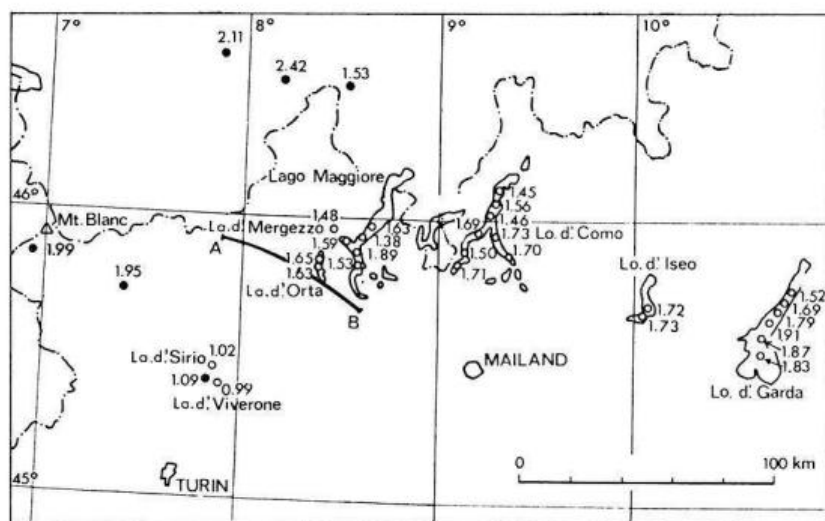 7°
8
9°
10°
2.11
2.42
1.53
Lago Maggiore
46°
Mt. Blanc
1.99
1.95
A
B
La.d'. Mergezzo
1,48
1.59
1.63
1.38
1.89
1.65
1.53
1.63
La.d'.Orta
1.45
1.56
1.46
1.69
1.73
Lo.d'. Como
1.50
1.70
1.71
Lo. d'. Iseo
1.72
1.73
1.52
1.69
1.79
1.91
1.87
1.83
Lo. d'. Garda
La.d'.Sirio
1.02
1.09
0.99
La.d'. Viverone
MAILAND
TURIN
45°
0
100 km